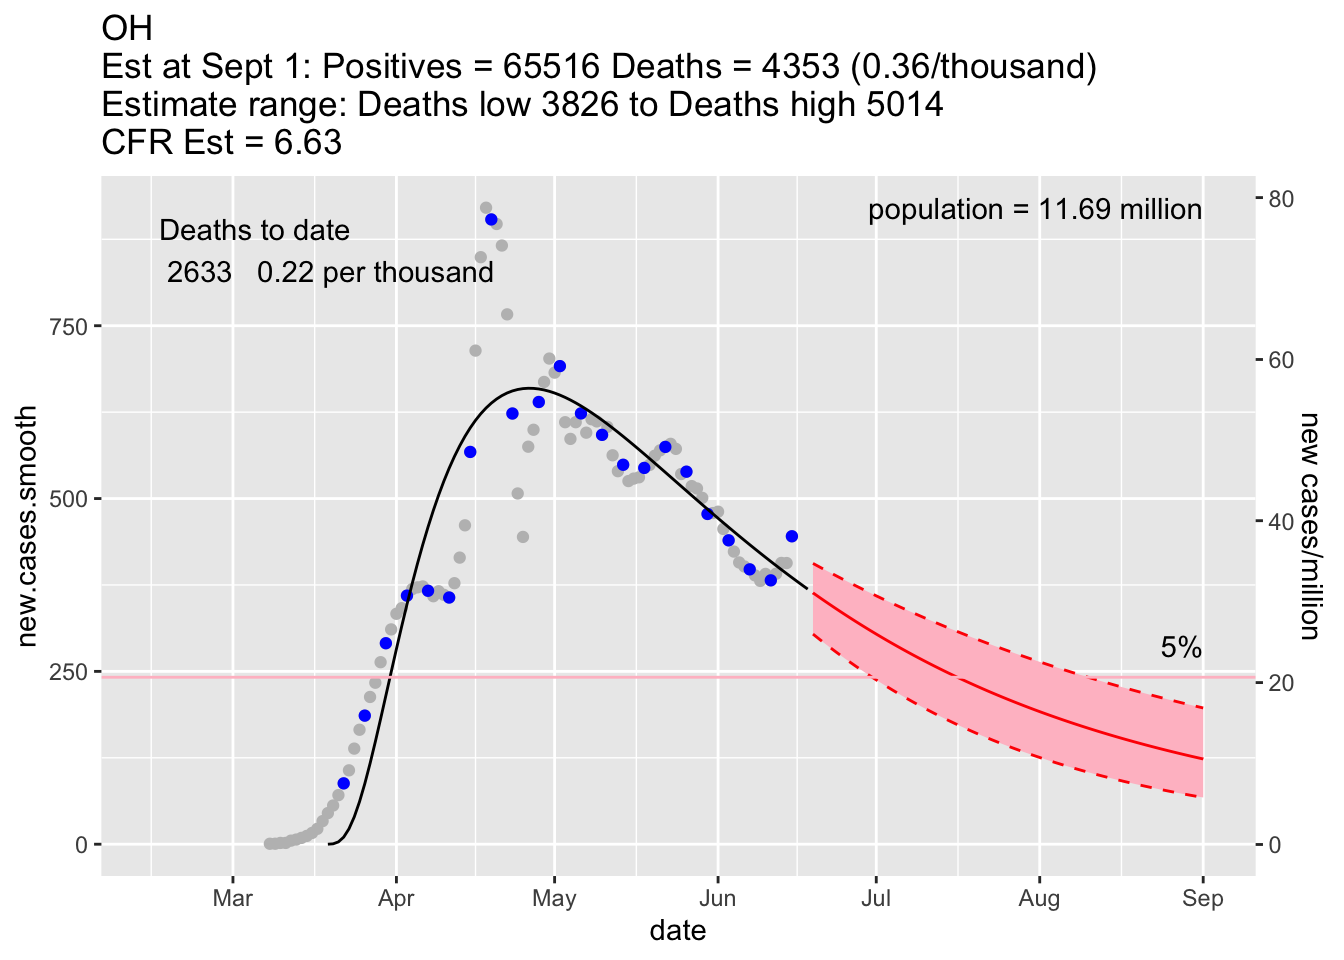 OH
Est at Sept 1: Positives = 65516 Deaths = 4353 (0.36/thousand)
Estimate range: Deaths low 3826 to Deaths high 5014
CFR Est = 6.63
Deaths to date
2633 0.22 per thousand
population = 11.69 million
5%
new.cases.smooth
750
500
250
0
80
60
40
20
0
new cases/million
Mar Apr May Jun Jul Aug Sep
date